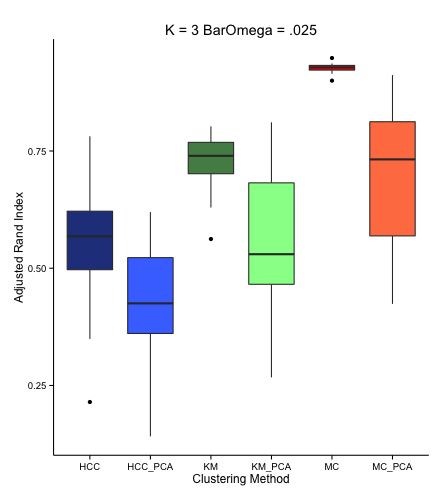 K = 3 BarOmega = .025
Adjusted Rand Index
0.75
0.50
0.25
HCC
HCC_PCA
KM
KM_PCA
MC
MC_PCA
Clustering Method